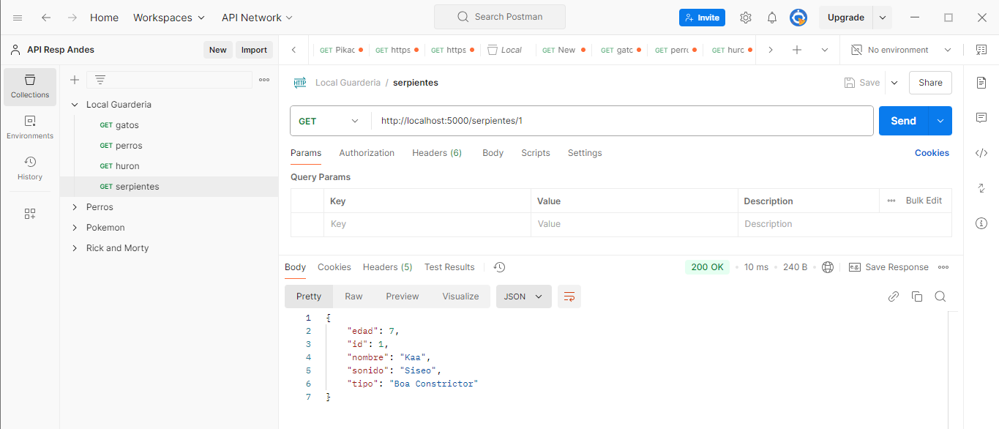 Home Workspaces API Network Search Postman Invite Upgrade
API Resp Andes New Import GET Pikac GET https GET https Local GET New GET gatc GET perrc GET hurc No environment
Collections
Environments
History
Local Guarderia
GET gatos
GET perros
GET huron
GET serpientes
Perros
Pokemon
Rick and Morty
HTTP Local Guarderia / serpientes Save Share
GET http://localhost:5000/serpientes/1 Send
Params Authorization Headers (6) Body Scripts Settings Cookies
Query Params
Key Value Description Bulk Edit
Key Value Description
Body Cookies Headers (5) Test Results 200 OK 10 ms 240 B e.g. Save Response
Pretty Raw Preview Visualize JSON
1 {
2 "edad": 7,
3 "id": 1,
4 "nombre": "Kaa",
5 "sonido": "Siseo",
6 "tipo": "Boa Constrictor"
7 }